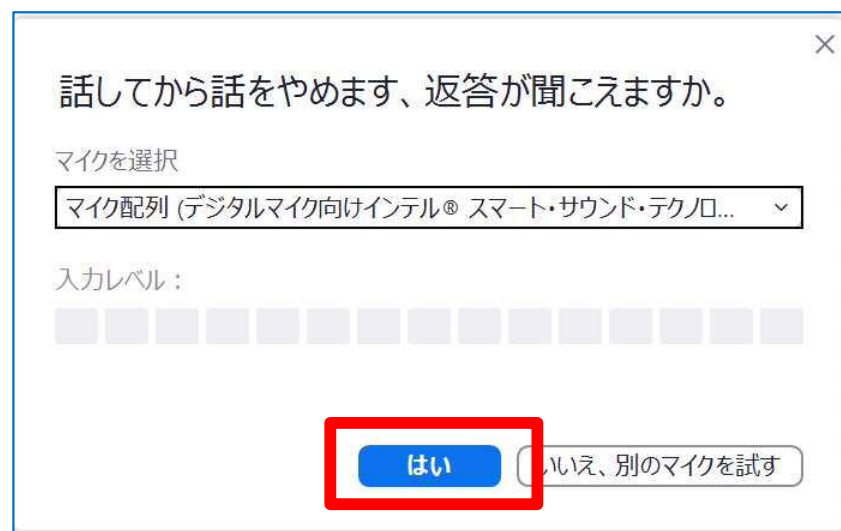 話してから話をやめます、返答が聞こえますか。
マイクを選択
マイク配列 (デジタルマイク向けインテル® スマート・サウンド・テクノロ...
入力レベル：
はい
いいえ、別のマイクを試す